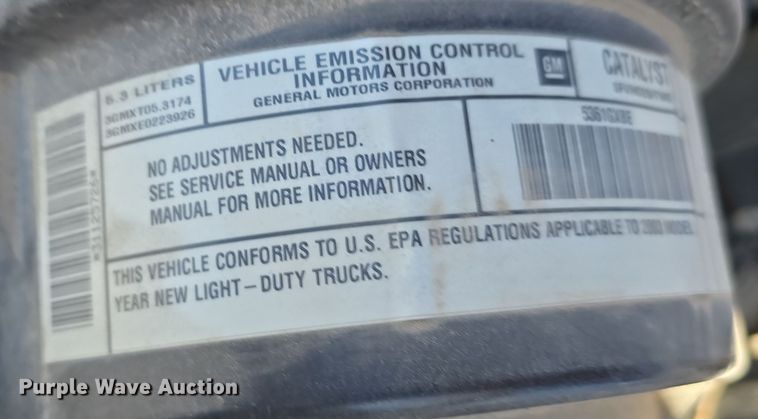 5.3 LITERS
3GMXT05.3174
3GMXE0223926
VEHICLE EMISSION CONTROL
INFORMATION
GENERAL MOTORS CORPORATION
GM
CATALYST
NO ADJUSTMENTS NEEDED.
SEE SERVICE MANUAL OR OWNERS
MANUAL FOR MORE INFORMATION.
THIS VEHICLE CONFORMS TO U.S. EPA REGULATIONS APPLICABLE TO 2003 MODEL
YEAR NEW LIGHT-DUTY TRUCKS.
Purple Wave Auction